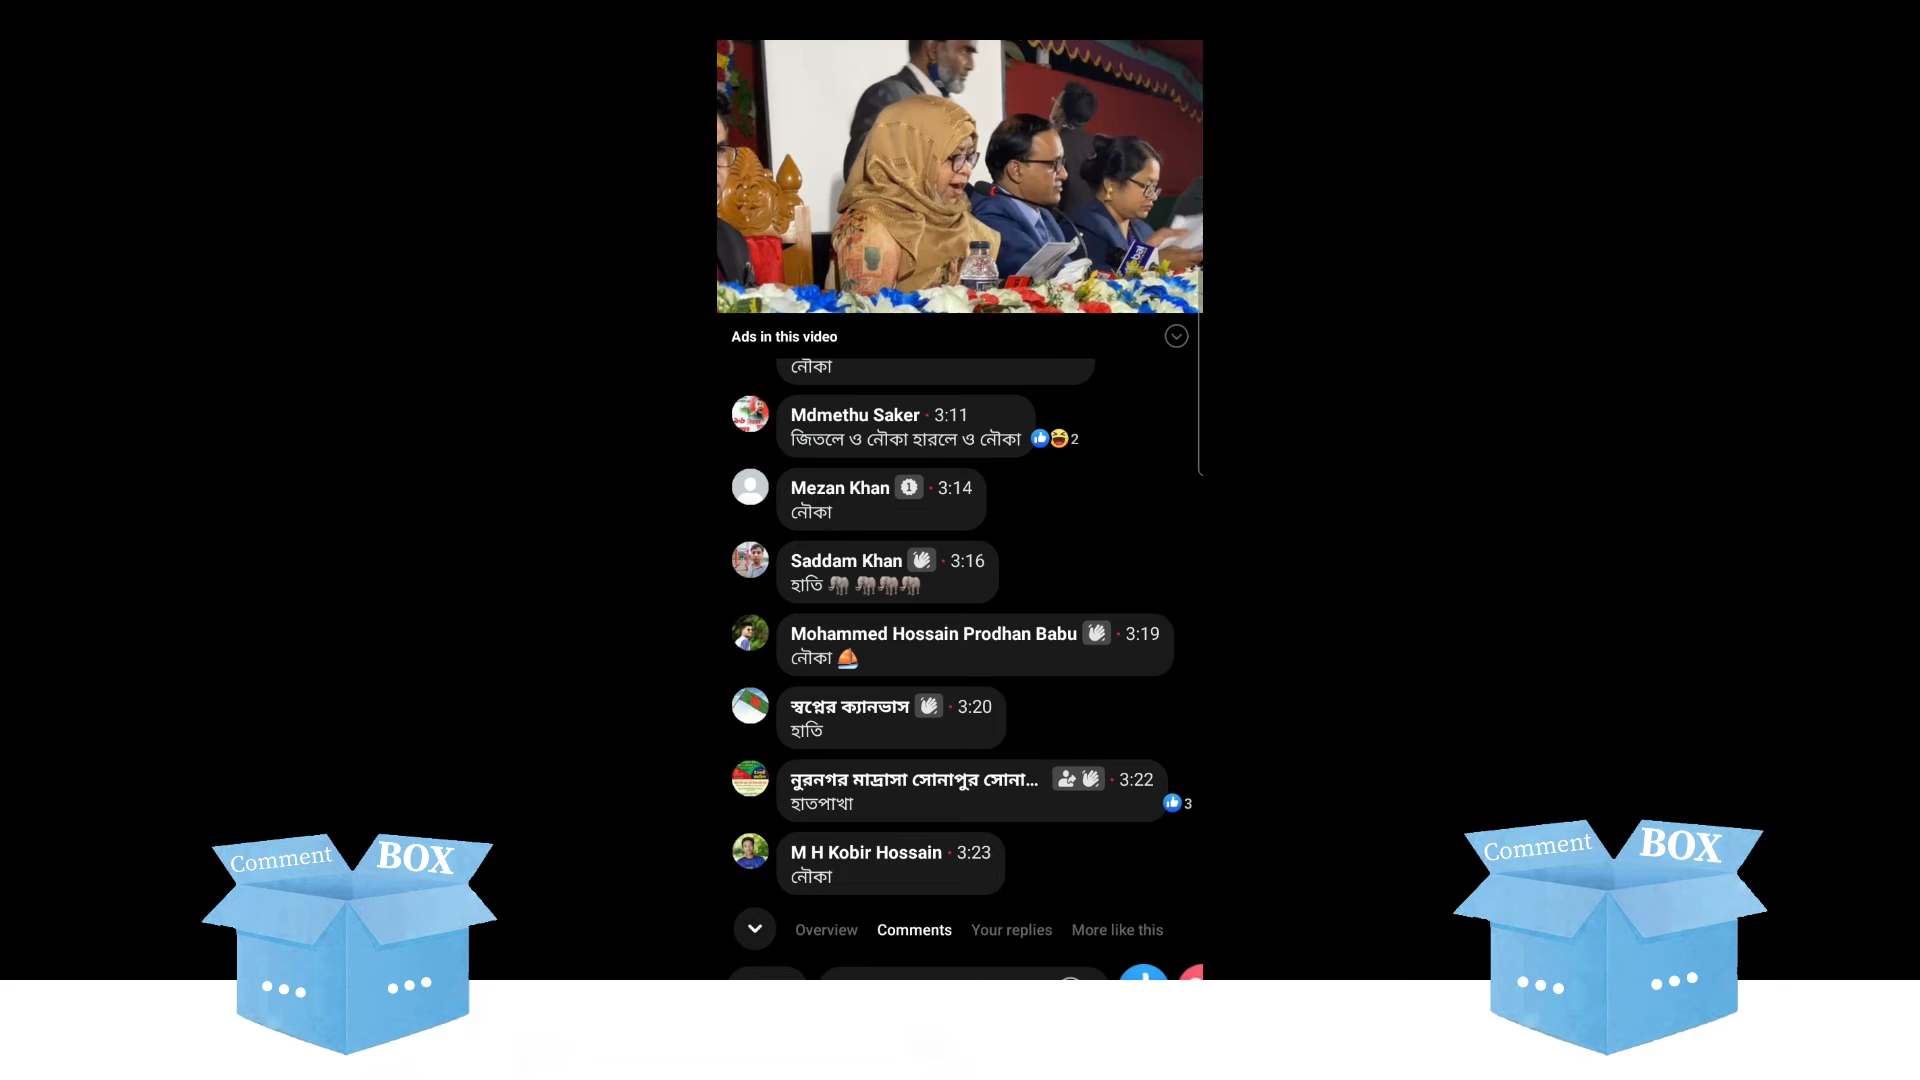 Ads in this video
নৌকা
Mdmethu Saker · 3:11
জিতলে ও নৌকা হারলে ও নৌকা
2
Mezan Khan 1 · 3:14
নৌকা
Saddam Khan · 3:16
হাতি 🐘 🐘🐘🐘
Mohammed Hossain Prodhan Babu · 3:19
নৌকা ⛵
স্বপ্নের ক্যানভাস · 3:20
হাতি
নুরনগর মাদ্রাসা সোনাপুর সোনা... · 3:22
হাতপাখা
3
M H Kobir Hossain · 3:23
নৌকা
Overview Comments Your replies More like this
Comment BOX
Comment BOX